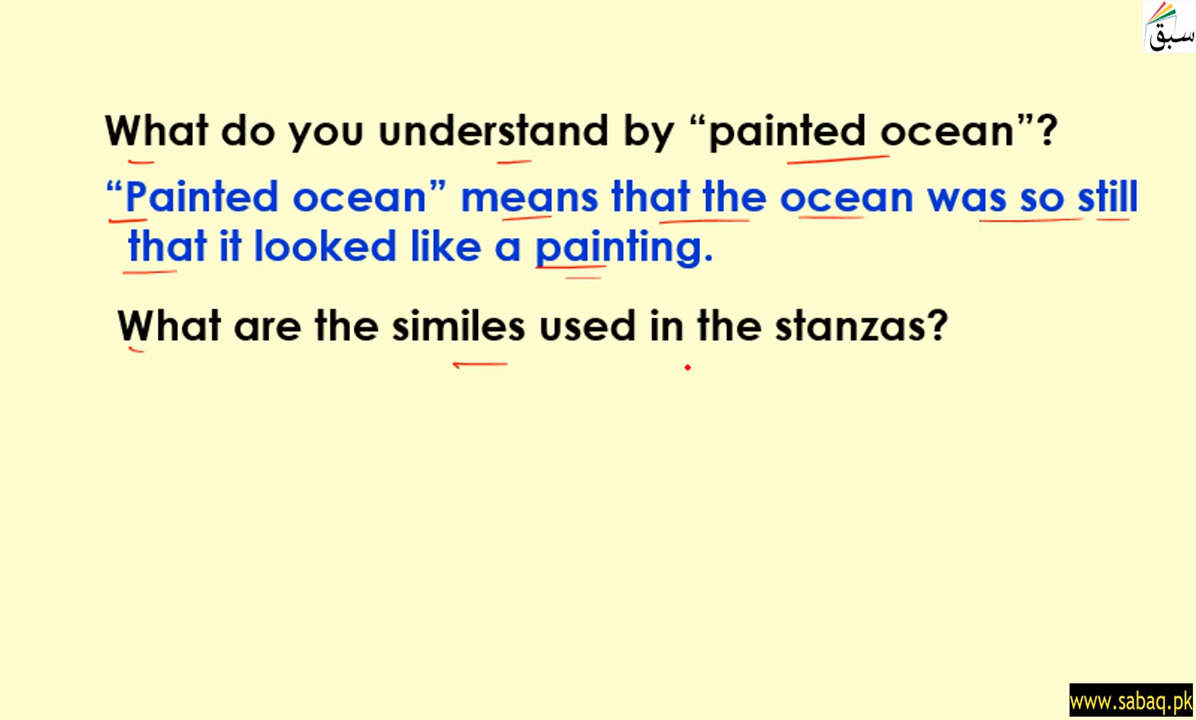 سبق
What do you understand by “painted ocean”?
“Painted ocean” means that the ocean was so still
that it looked like a painting.
What are the similes used in the stanzas?
www.sabaq.pk